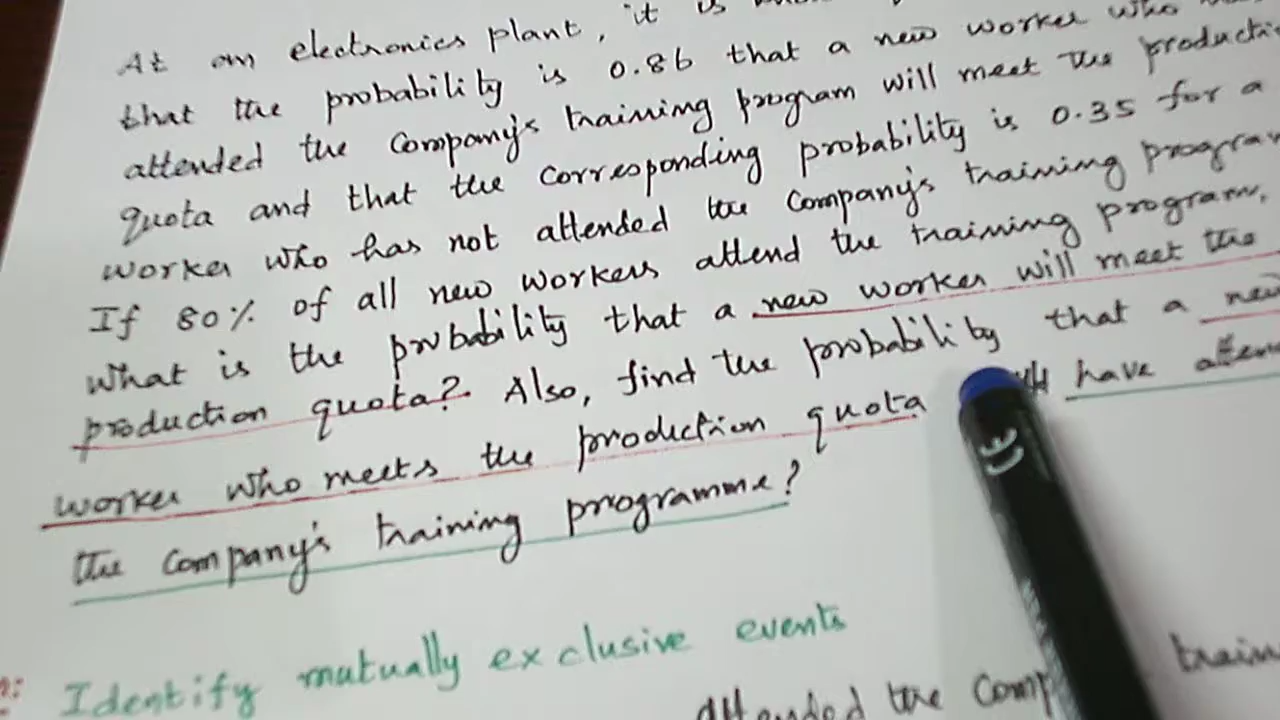 At an electronics plant, it is
that the probability is 0.86 that a new worker who
attended the Company's training program will meet the producti
quota and that the corresponding probability is 0.35 for a
worker who has not attended the Company's training program
If 80% of all new workers attend the training program,
what is the probability that a new worker will meet the
production quota? Also, find the probability that a new
worker who meets the production quota have atten
the company's training programme?
Identify mutually exclusive events
attended the Comp train